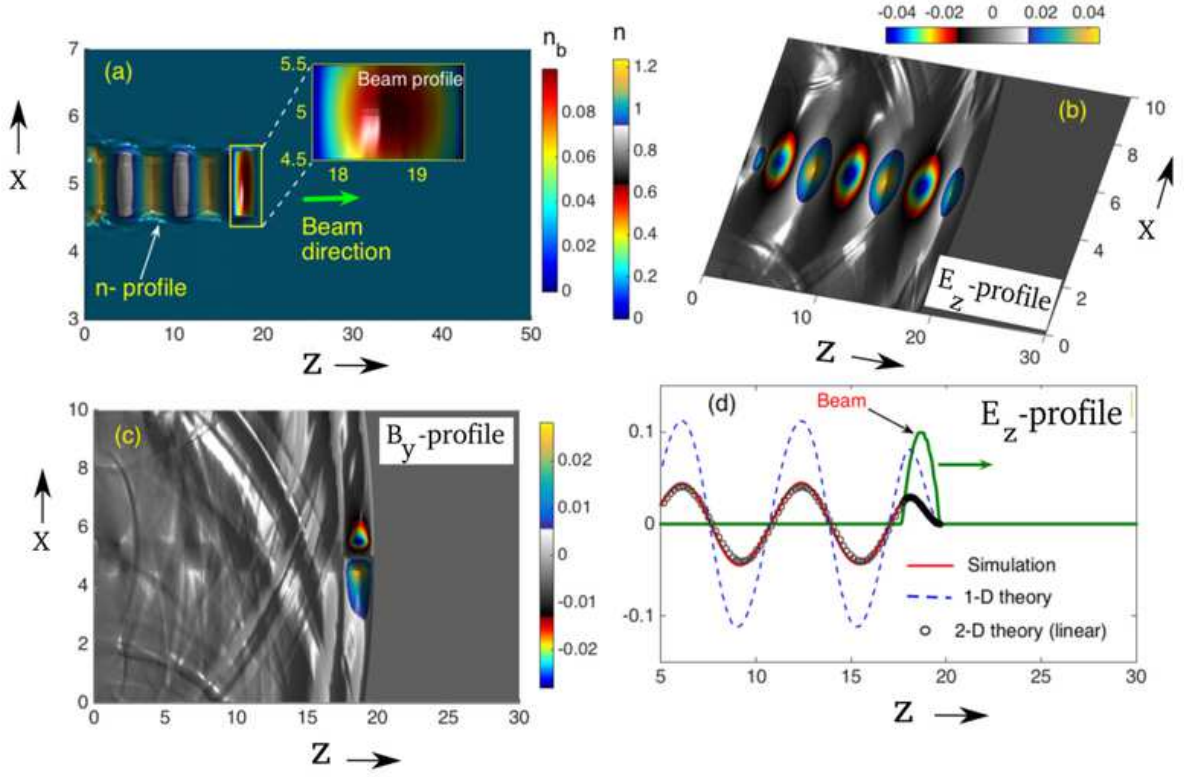 (a)
7
6
5
4
3
X
0 10 20 30 40 50
Z
5.5
5
4.5
Beam profile
18 19
Beam
direction
n- profile
n_b
0.08
0.06
0.04
0.02
0
n
1.2
1
0.8
0.6
0.4
0.2
0
-0.04 -0.02 0 0.02 0.04
(b)
10
8
6
4
2
0
X
0
10
20
30
Z
E_z-profile
(c)
10
8
6
4
2
0
X
B_y-profile
0 5 10 15 20 25 30
Z
0.02
0.01
0
-0.01
-0.02
(d)
Beam
E_z-profile
0.1
0
-0.1
Simulation
1-D theory
2-D theory (linear)
5 10 15 20 25 30
Z